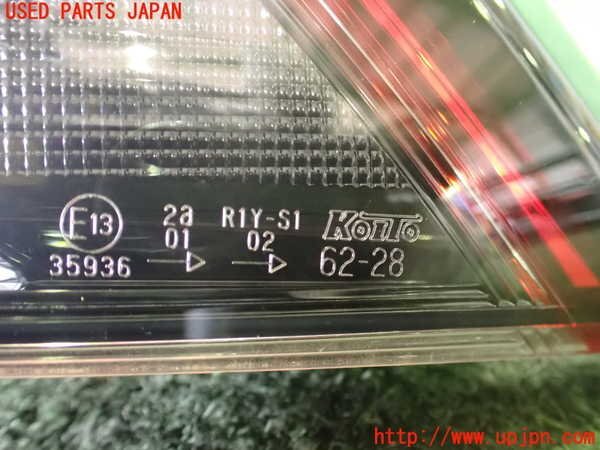 USED PARTS JAPAN
E13 2a R1Y-S1 KOITO
01 02
35936 → → 62-28
http://www.upjpn.com/